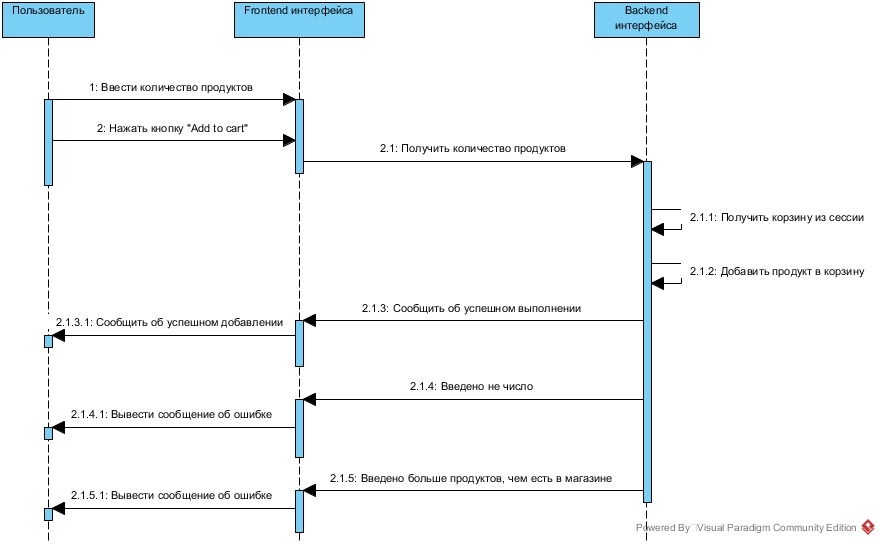 Пользователь
Frontend интерфейса
Backend
интерфейса
1: Ввести количество продуктов
2: Нажать кнопку "Add to cart"
2.1: Получить количество продуктов
2.1.1: Получить корзину из сессии
2.1.2: Добавить продукт в корзину
2.1.3: Сообщить об успешном выполнении
2.1.3.1: Сообщить об успешном добавлении
2.1.4: Введено не число
2.1.4.1: Вывести сообщение об ошибке
2.1.5: Введено больше продуктов, чем есть в магазине
2.1.5.1: Вывести сообщение об ошибке
Powered By Visual Paradigm Community Edition